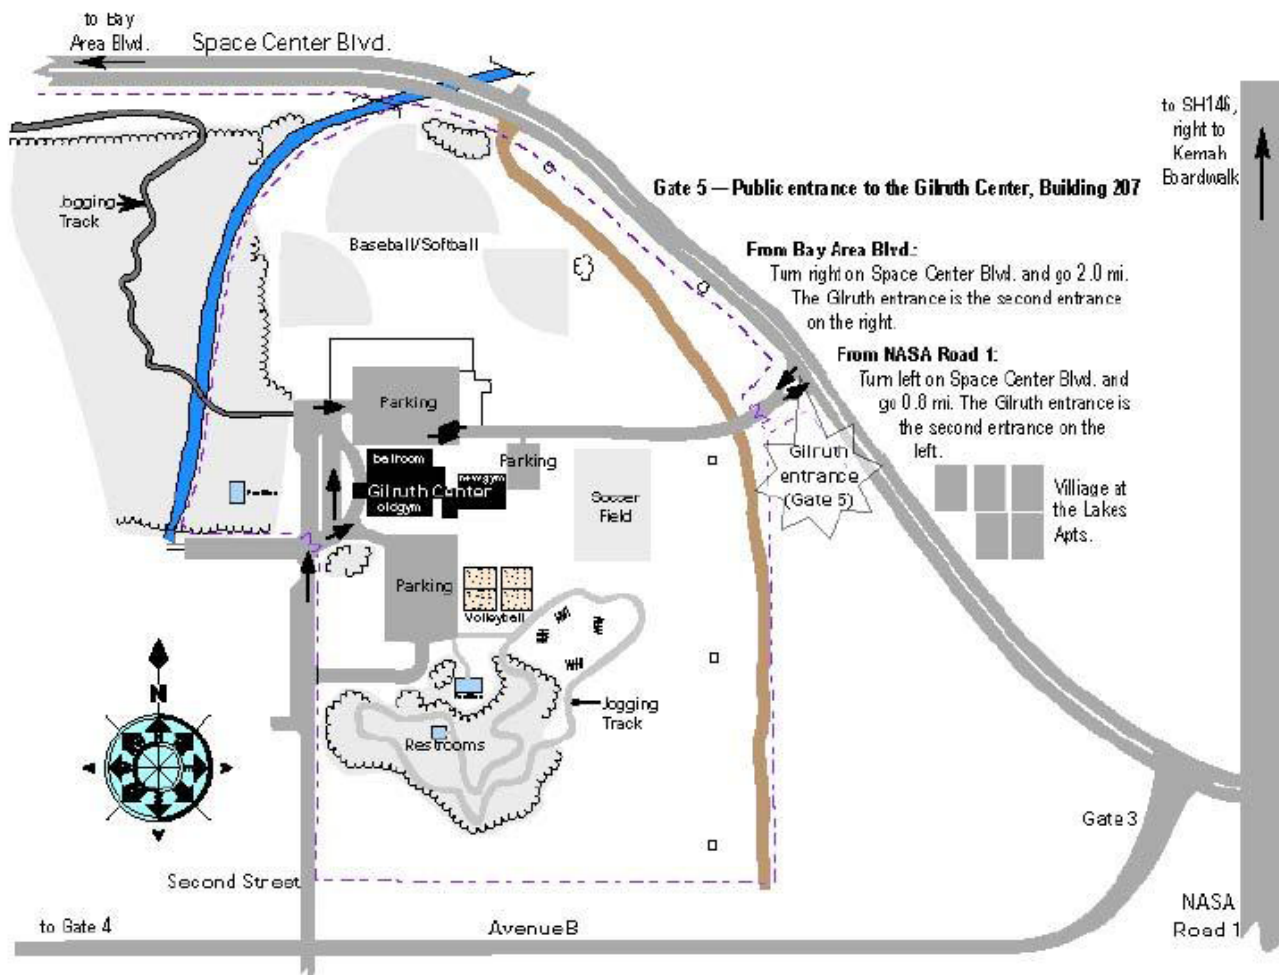 to Bay
Area Blvd.
Space Center Blvd.
to SH146,
right to
Kemah
Boardwalk
Gate 5 — Public entrance to the Gilruth Center, Building 207
Jogging
Track
Baseball/Softball
From Bay Area Blvd.:
Turn right on Space Center Blvd. and go 2.0 mi.
The Gilruth entrance is the second entrance
on the right.
From NASA Road 1:
Turn left on Space Center Blvd. and
go 0.8 mi. The Gilruth entrance is
the second entrance on the
left.
Parking
ballroom
Gilruth Center
new gym
old gym
Parking
Gilruth
entrance
(Gate 5)
Soccer
Field
Villiage at
the Lakes
Apts.
Parking
Volleyball
N
Jogging
Track
Restrooms
Gate 3
Second Street
to Gate 4
Avenue B
NASA
Road 1